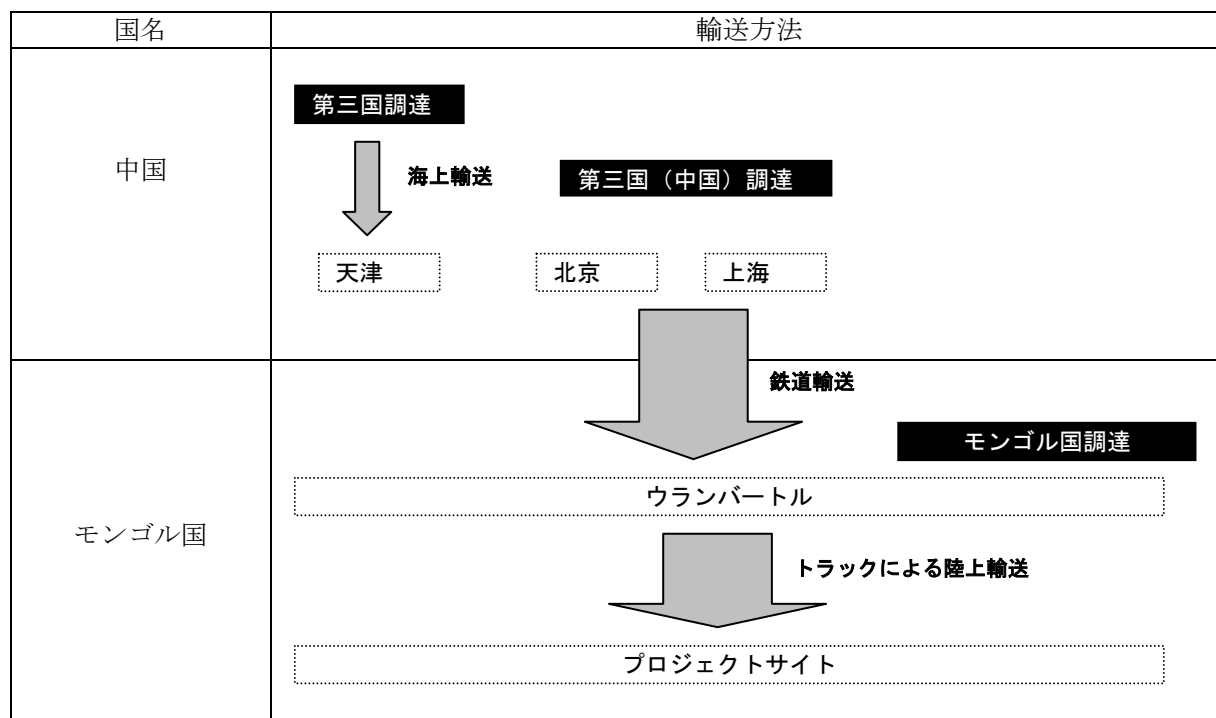 国名
輸送方法
中国
第三国調達
海上輸送
第三国（中国）調達
天津
北京
上海
鉄道輸送
モンゴル国調達
ウランバートル
モンゴル国
トラックによる陸上輸送
プロジェクトサイト